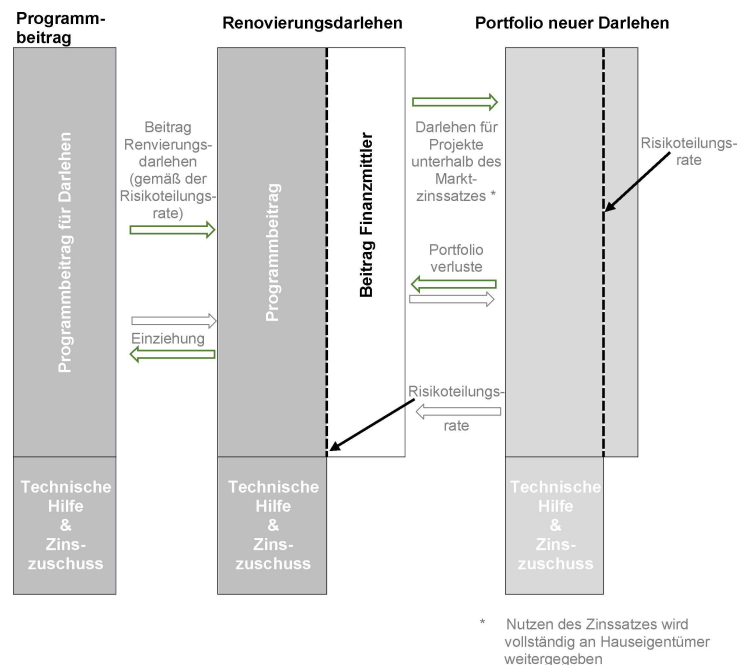 Programm-
beitrag
Renovierungsdarlehen
Portfolio neuer Darlehen
Programmbeitrag für Darlehen
Beitrag
Renvierungs-
darlehen
(gemäß der
Risikoteilungs-
rate)
Einziehung
Programmbeitrag
Beitrag Finanzmittler
Darlehen für
Projekte
unterhalb des
Markt-
zinssatzes *
Portfolio
verluste
Risikoteilungs-
rate
Risikoteilungs-
rate
Technische
Hilfe
&
Zins-
zuschuss
Technische
Hilfe
&
Zins-
zuschuss
Technische
Hilfe
&
Zins-
zuschuss
* Nutzen des Zinssatzes wird
vollständig an Hauseigentümer
weitergegeben